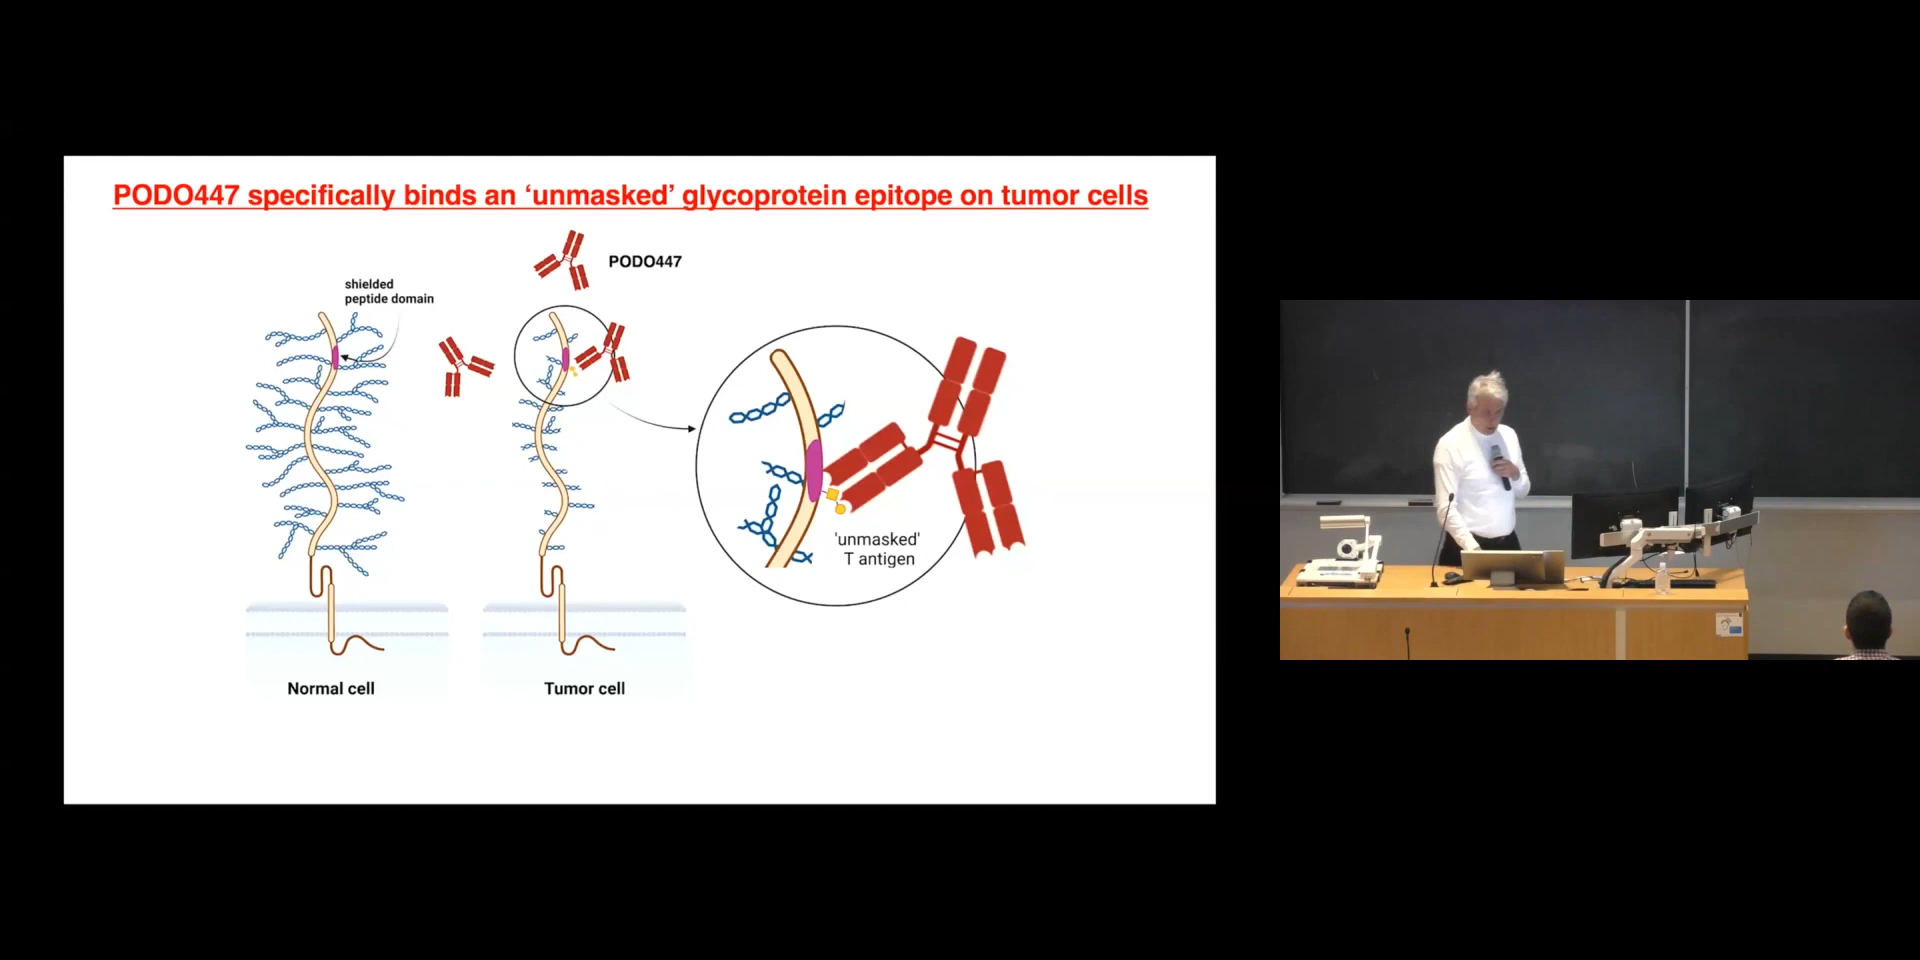 PODO447 specifically binds an ‘unmasked’ glycoprotein epitope on tumor cells
PODO447
shielded
peptide domain
'unmasked'
T antigen
Normal cell
Tumor cell